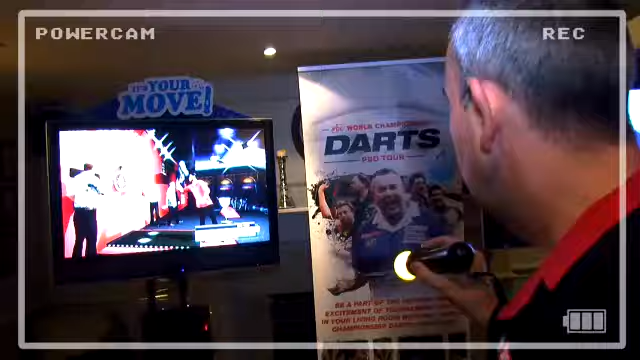 POWERCAM
REC
IT'S YOUR
MOVE!
PDC WORLD CHAMPIONSHIP
DARTS
PRO TOUR
BE A PART OF THE
EXCITEMENT OF
IN YOUR LIVING ROOM
CHAMPIONSHIP DARTS